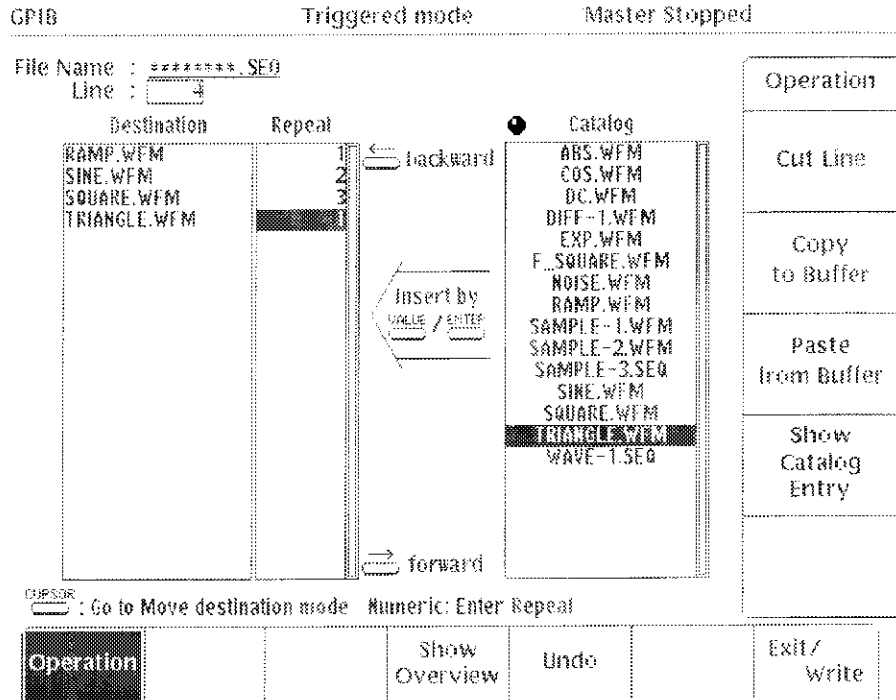 GPIB Triggered mode Master Stopped
File Name : ********.SEQ
Line : 4
Destination Repeat
RAMP.WFM 1
SINE.WFM 2
SQUARE.WFM 3
TRIANGLE.WFM 1
← backward
Insert by
VALUE / ENTER
→ forward
Catalog
ABS.WFM
COS.WFM
DC.WFM
DIFF-1.WFM
EXP.WFM
F_SQUARE.WFM
NOISE.WFM
RAMP.WFM
SAMPLE-1.WFM
SAMPLE-2.WFM
SAMPLE-3.SEQ
SINE.WFM
SQUARE.WFM
TRIANGLE.WFM
WAVE-1.SEQ
Operation
Cut Line
Copy
to Buffer
Paste
from Buffer
Show
Catalog
Entry
CURSOR : Go to Move destination mode Numeric: Enter Repeat
Operation
Show
Overview
Undo
Exit/
Write